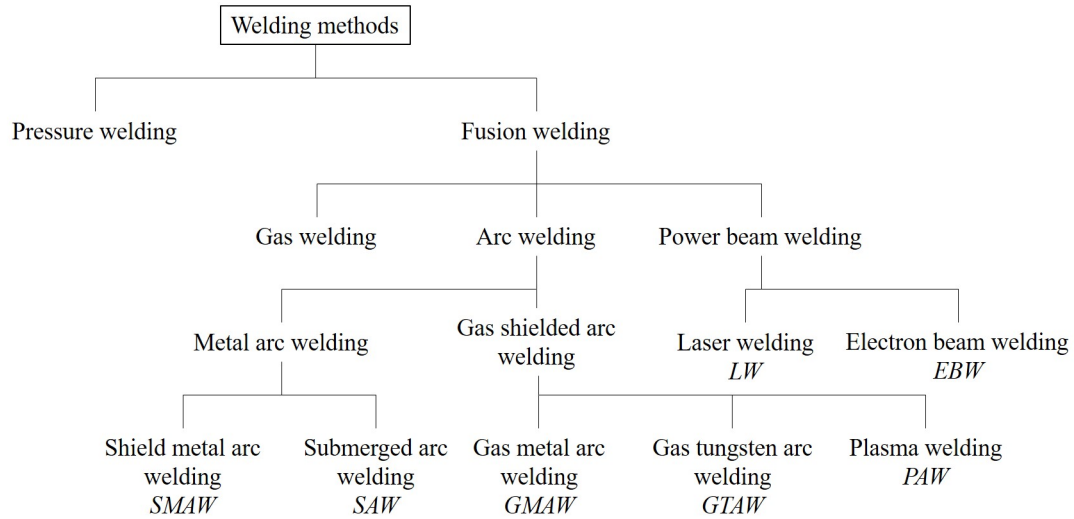 Welding methods
Pressure welding
Fusion welding
Gas welding
Arc welding
Power beam welding
Metal arc welding
Gas shielded arc
welding
Laser welding
LW
Electron beam welding
EBW
Shield metal arc
welding
SMAW
Submerged arc
welding
SAW
Gas metal arc
welding
GMAW
Gas tungsten arc
welding
GTAW
Plasma welding
PAW